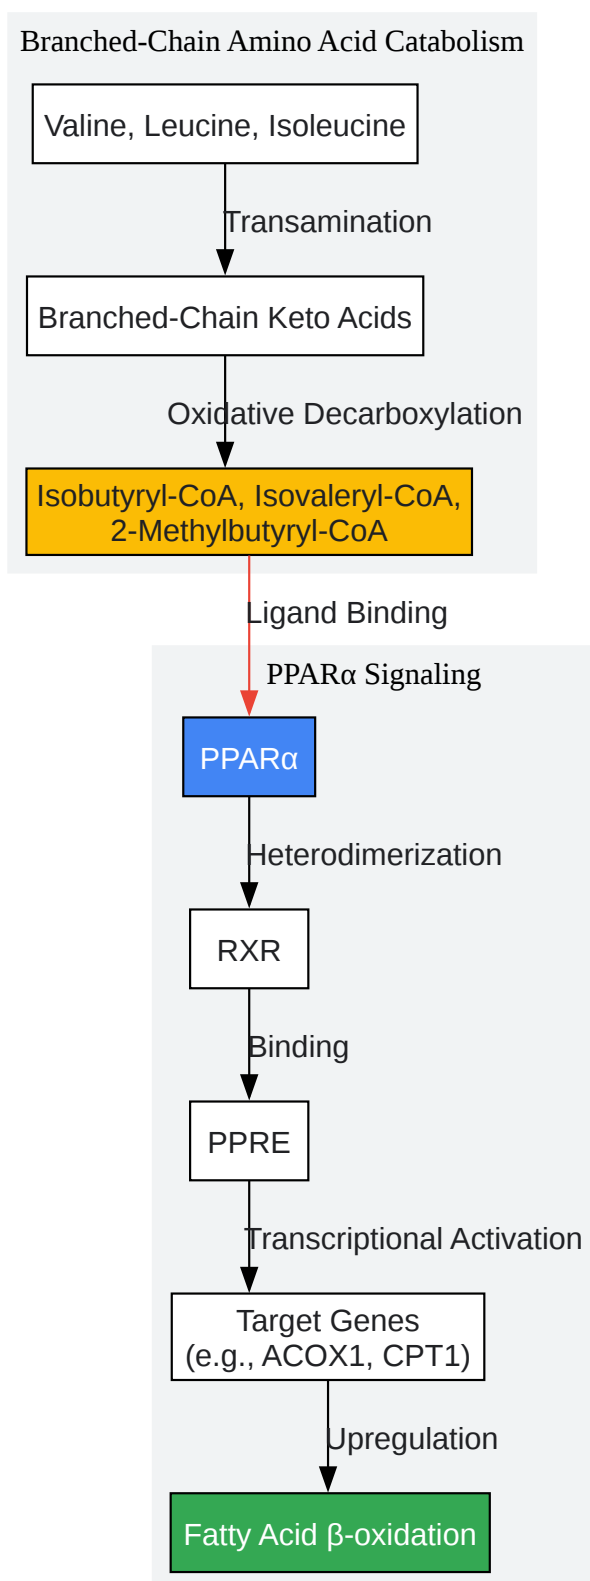 Branched-Chain Amino Acid Catabolism
Valine, Leucine, Isoleucine
Transamination
Branched-Chain Keto Acids
Oxidative Decarboxylation
Isobutyryl-CoA, Isovaleryl-CoA,
2-Methylbutyryl-CoA
Ligand Binding
PPARα Signaling
PPARα
Heterodimerization
RXR
Binding
PPRE
Transcriptional Activation
Target Genes
(e.g., ACOX1, CPT1)
Upregulation
Fatty Acid β-oxidation